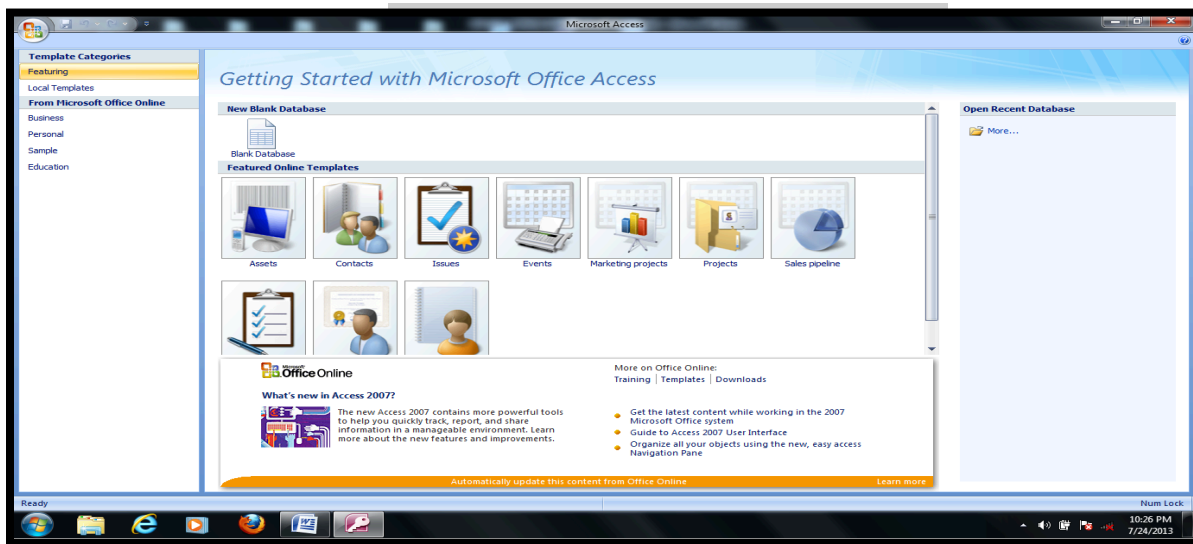 Microsoft Access
Template Categories
Featuring
Local Templates
From Microsoft Office Online
Business
Personal
Sample
Education
Getting Started with Microsoft Office Access
New Blank Database
Blank Database
Featured Online Templates
Assets
Contacts
Issues
Events
Marketing projects
Projects
Sales pipeline
Microsoft
Office Online
What's new in Access 2007?
The new Access 2007 contains more powerful tools
to help you quickly track, report, and share
information in a manageable environment. Learn
more about the new features and improvements.
More on Office Online:
Training | Templates | Downloads
Get the latest content while working in the 2007
Microsoft Office system
Guide to Access 2007 User Interface
Organize all your objects using the new, easy access
Navigation Pane
Automatically update this content from Office Online
Learn more
Open Recent Database
More...
Ready
Num Lock
10:26 PM
7/24/2013